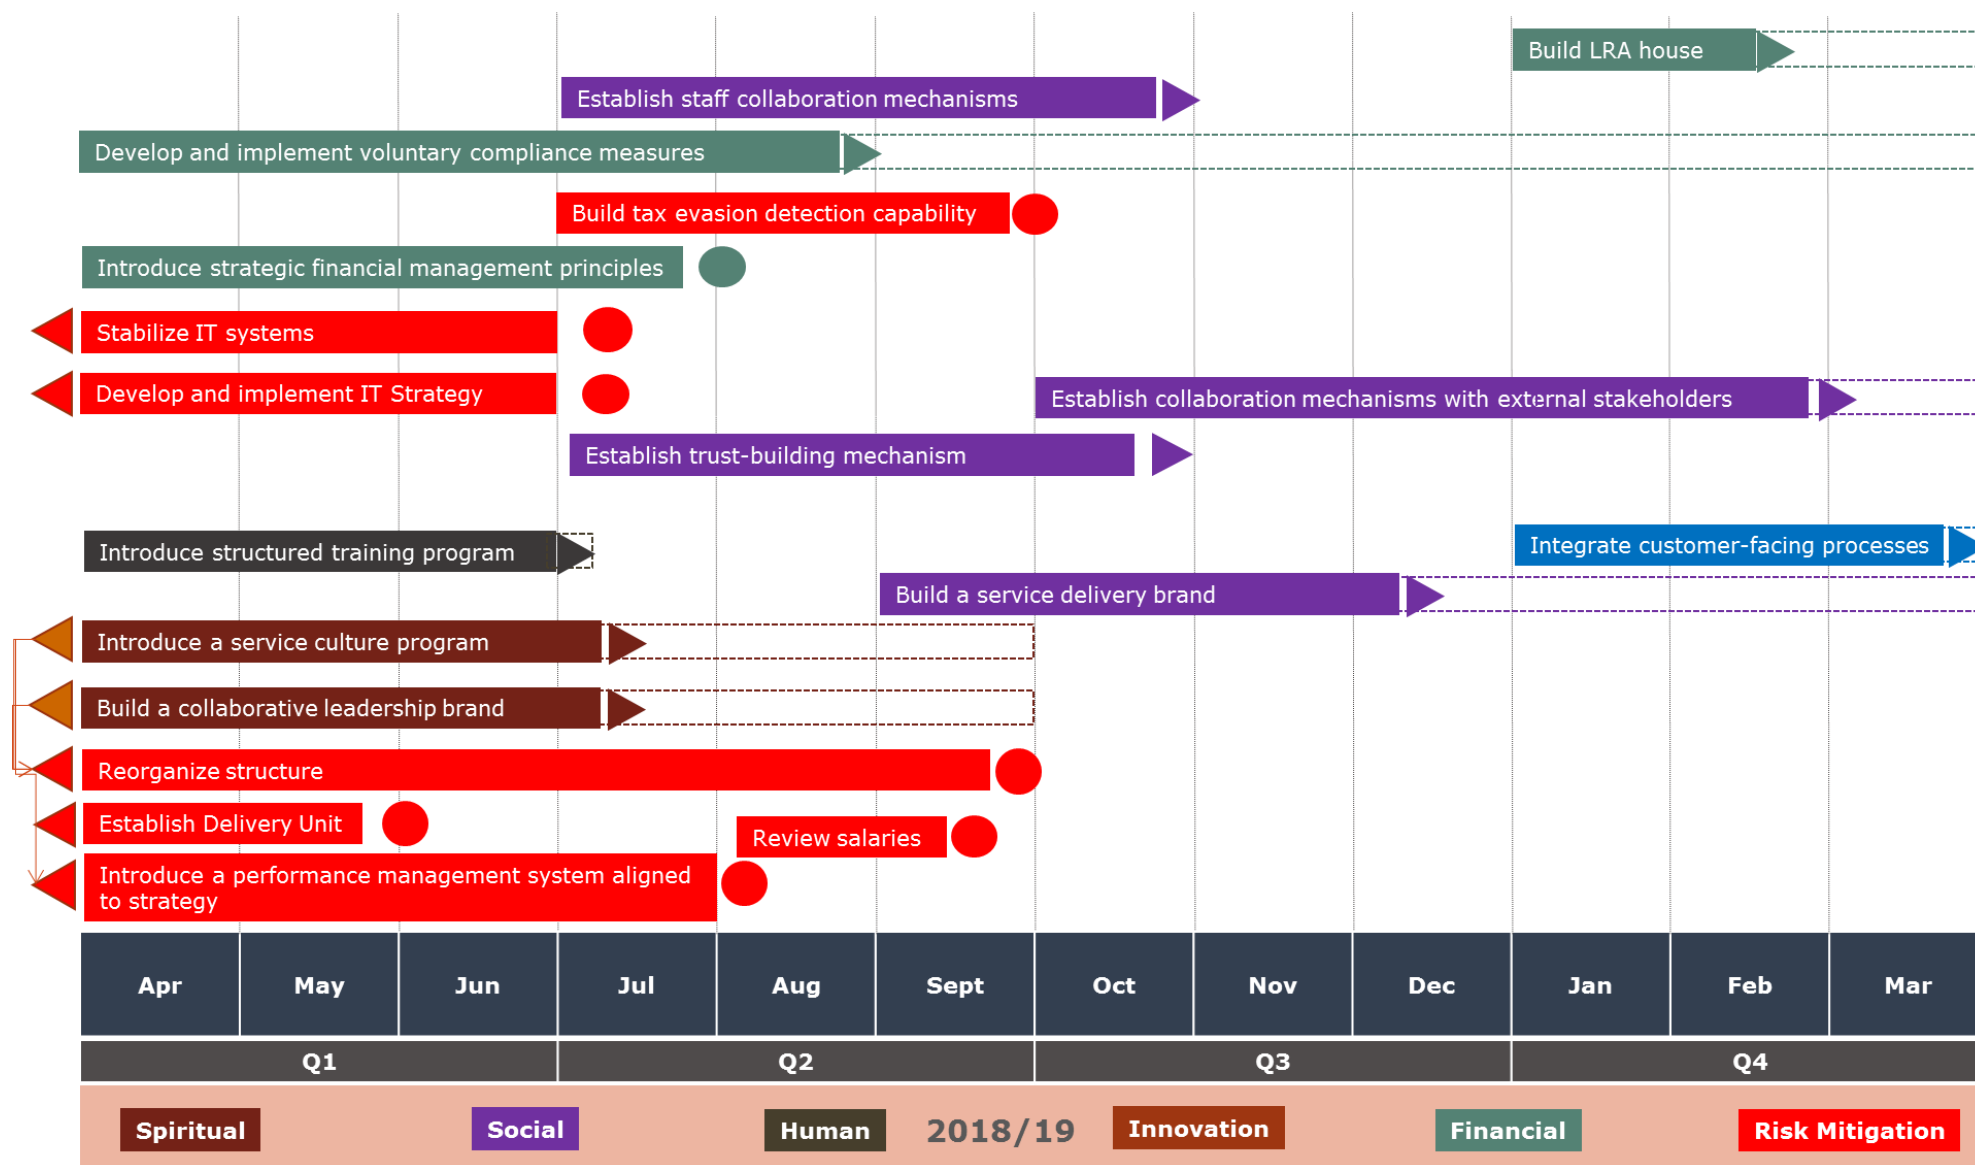 Build LRA house
Establish staff collaboration mechanisms
Develop and implement voluntary compliance measures
Build tax evasion detection capability
Introduce strategic financial management principles
Stabilize IT systems
Develop and implement IT Strategy
Establish collaboration mechanisms with external stakeholders
Establish trust-building mechanism
Introduce structured training program
Integrate customer-facing processes
Build a service delivery brand
Introduce a service culture program
Build a collaborative leadership brand
Reorganize structure
Establish Delivery Unit
Review salaries
Introduce a performance management system aligned
to strategy
Apr May Jun Jul Aug Sept Oct Nov Dec Jan Feb Mar
Q1 Q2 Q3 Q4
Spiritual Social Human 2018/19 Innovation Financial Risk Mitigation